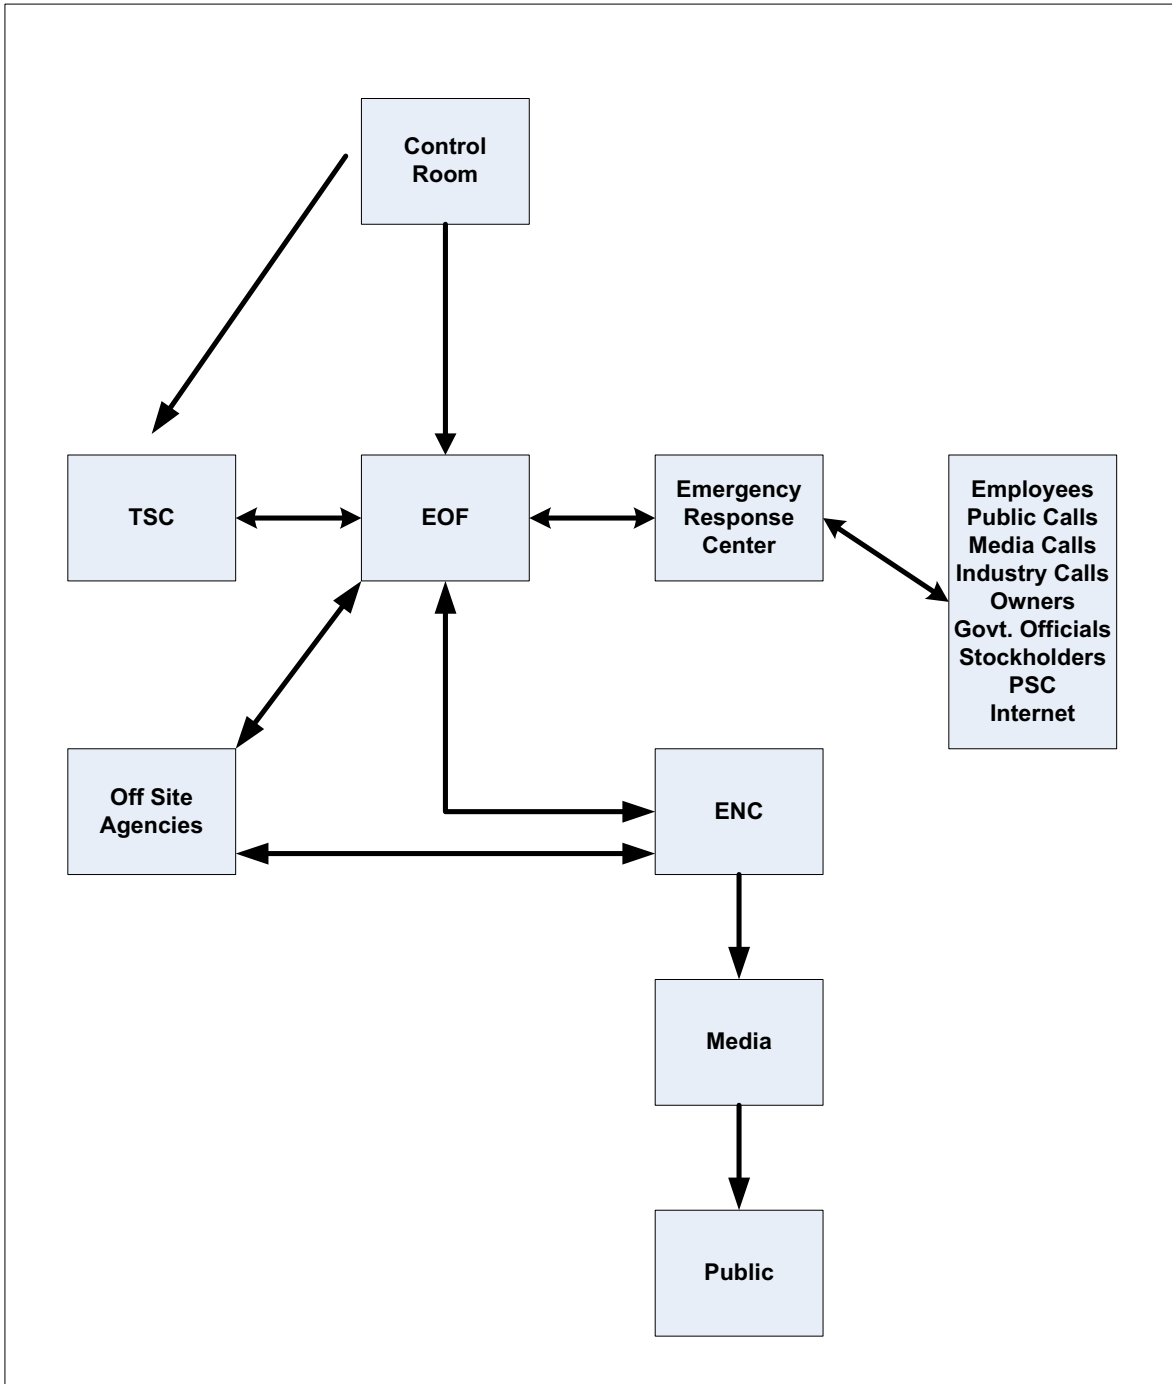 Control
Room
TSC
EOF
Emergency
Response
Center
Employees
Public Calls
Media Calls
Industry Calls
Owners
Govt. Officials
Stockholders
PSC
Internet
Off Site
Agencies
ENC
Media
Public